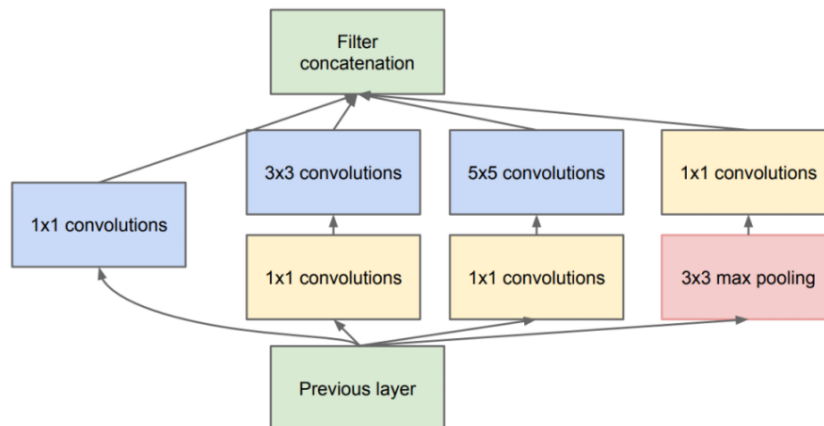 Filter
concatenation
3x3 convolutions
5x5 convolutions
1x1 convolutions
1x1 convolutions
1x1 convolutions
1x1 convolutions
3x3 max pooling
Previous layer